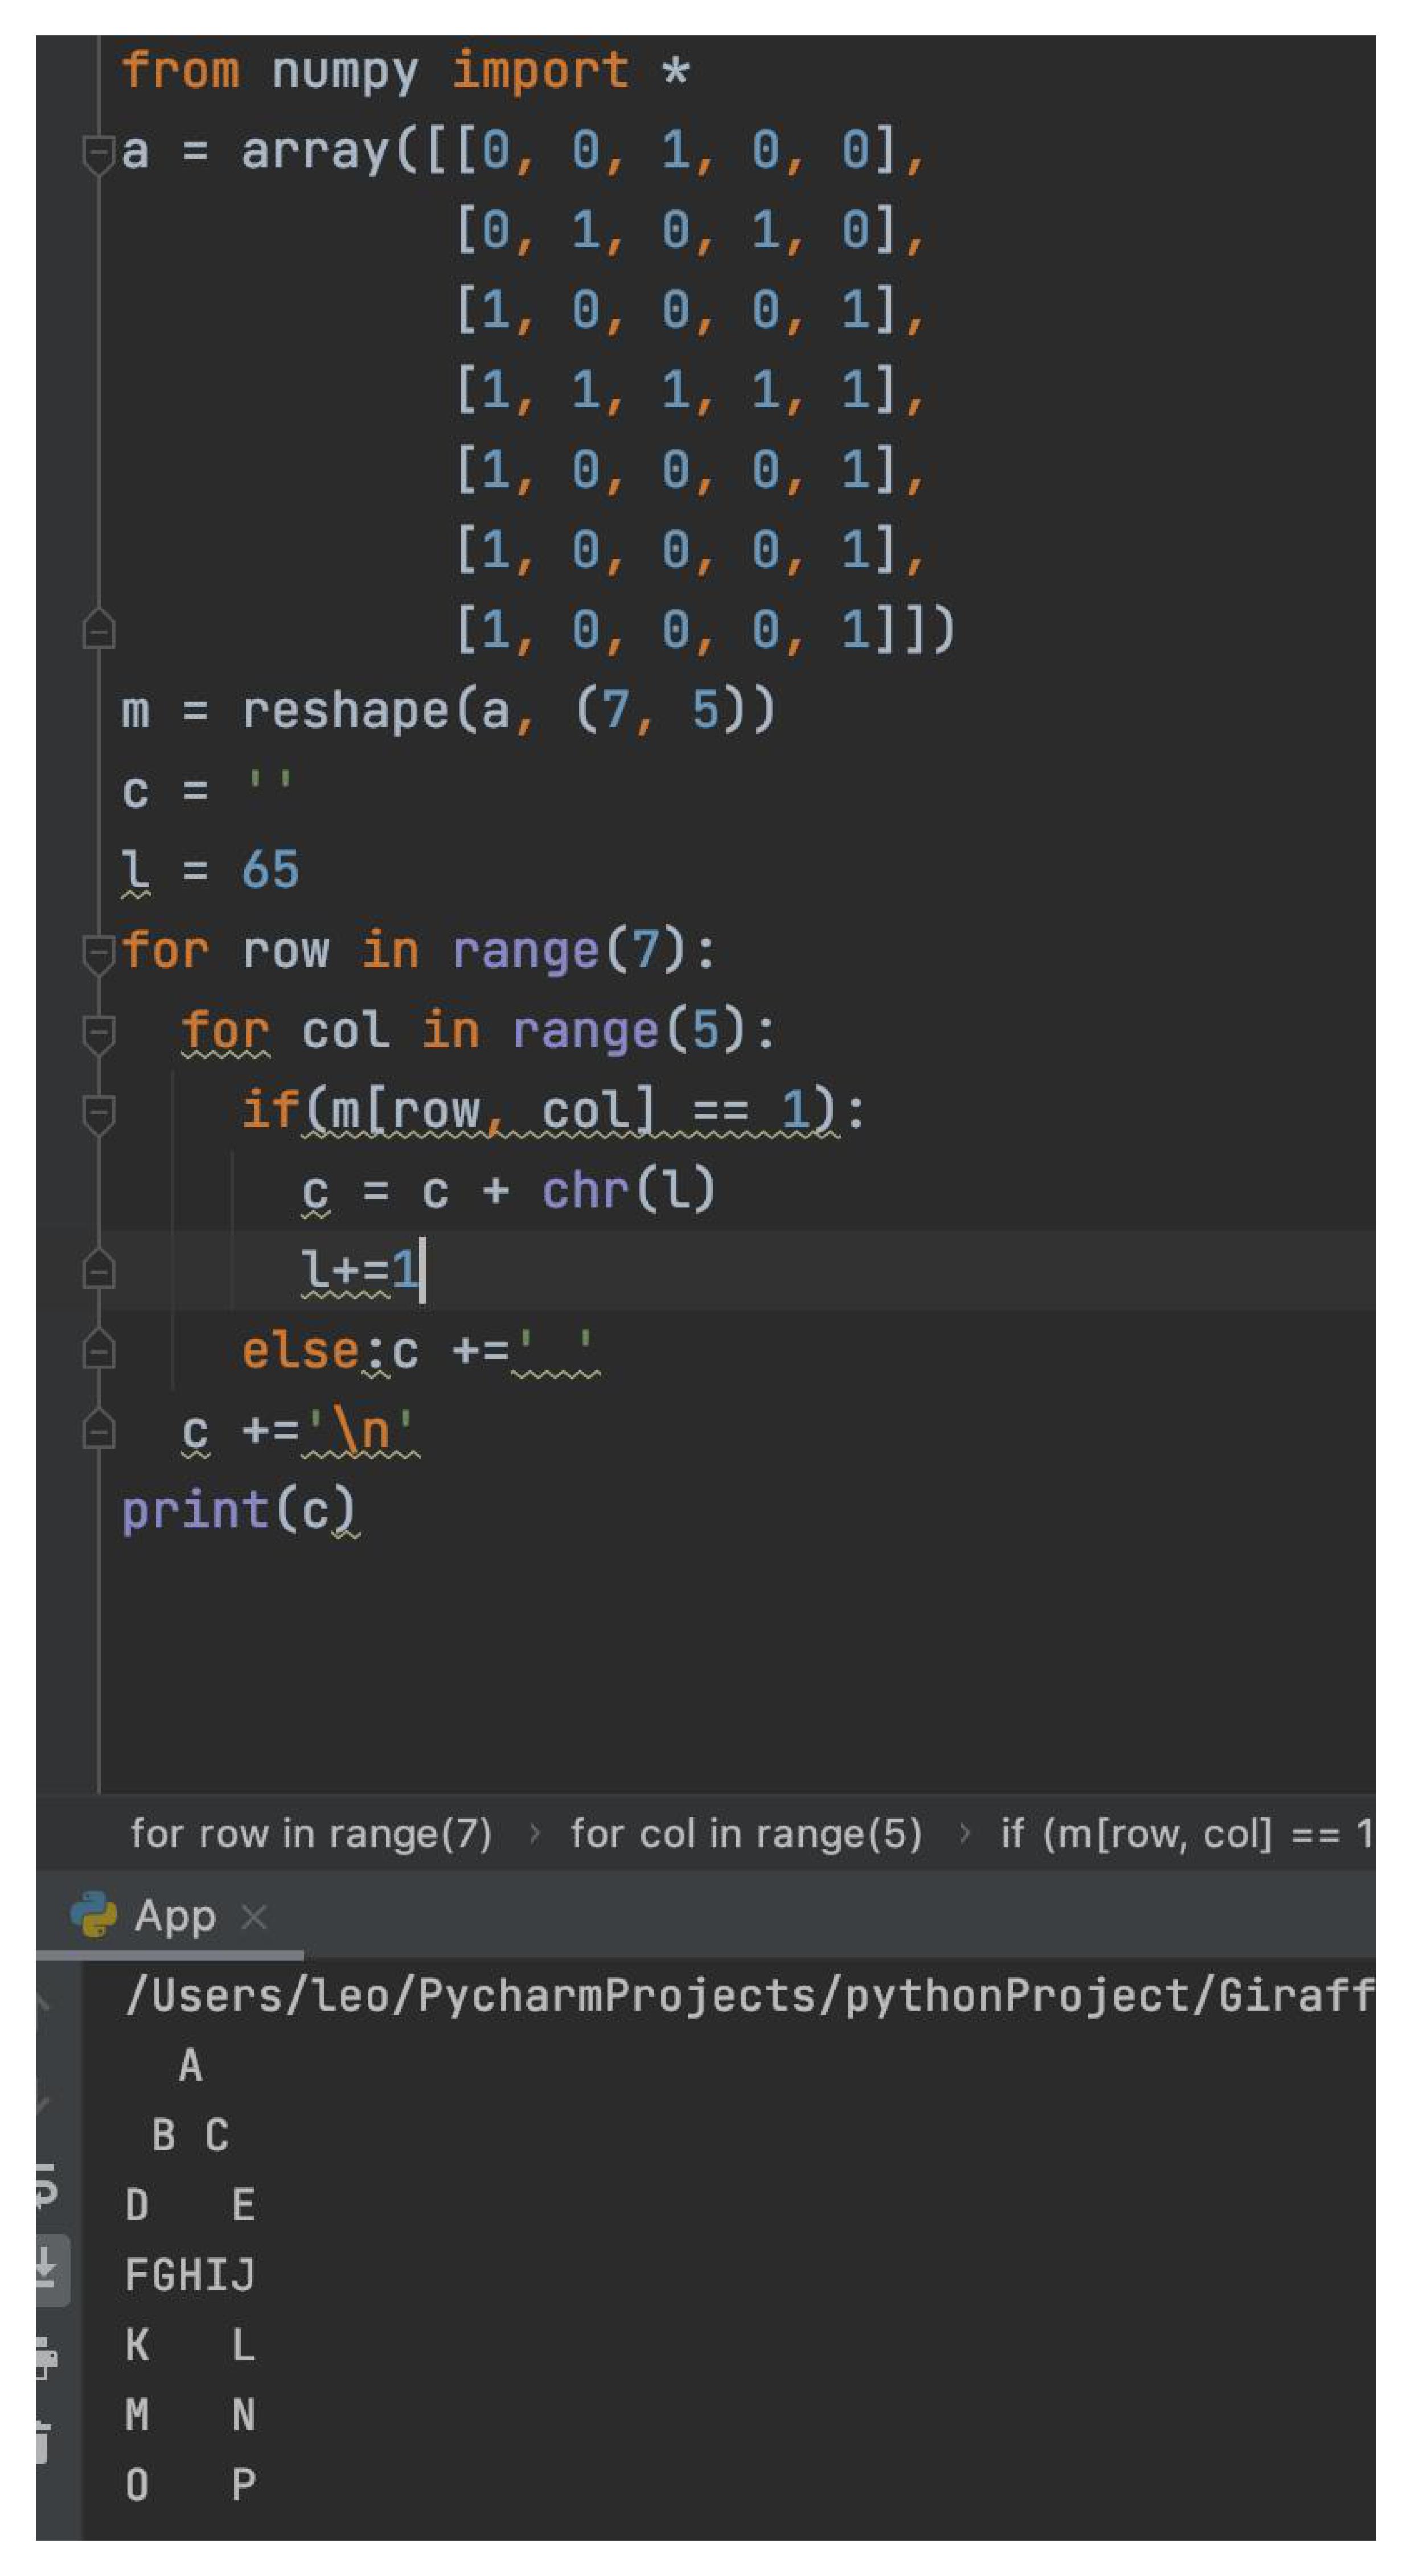 from numpy import *
a = array([[0, 0, 1, 0, 0],
           [0, 1, 0, 1, 0],
           [1, 0, 0, 0, 1],
           [1, 1, 1, 1, 1],
           [1, 0, 0, 0, 1],
           [1, 0, 0, 0, 1],
           [1, 0, 0, 0, 1]])
m = reshape(a, (7, 5))
c = ''
l = 65
for row in range(7):
  for col in range(5):
    if(m[row, col] == 1):
      c = c + chr(l)
      l+=1
    else:c +=' '
  c +='\n'
print(c)
for row in range(7) › for col in range(5) › if (m[row, col] == 1
App ×
/Users/leo/PycharmProjects/pythonProject/Giraff
  A
 B C
D   E
FGHIJ
K   L
M   N
O   P